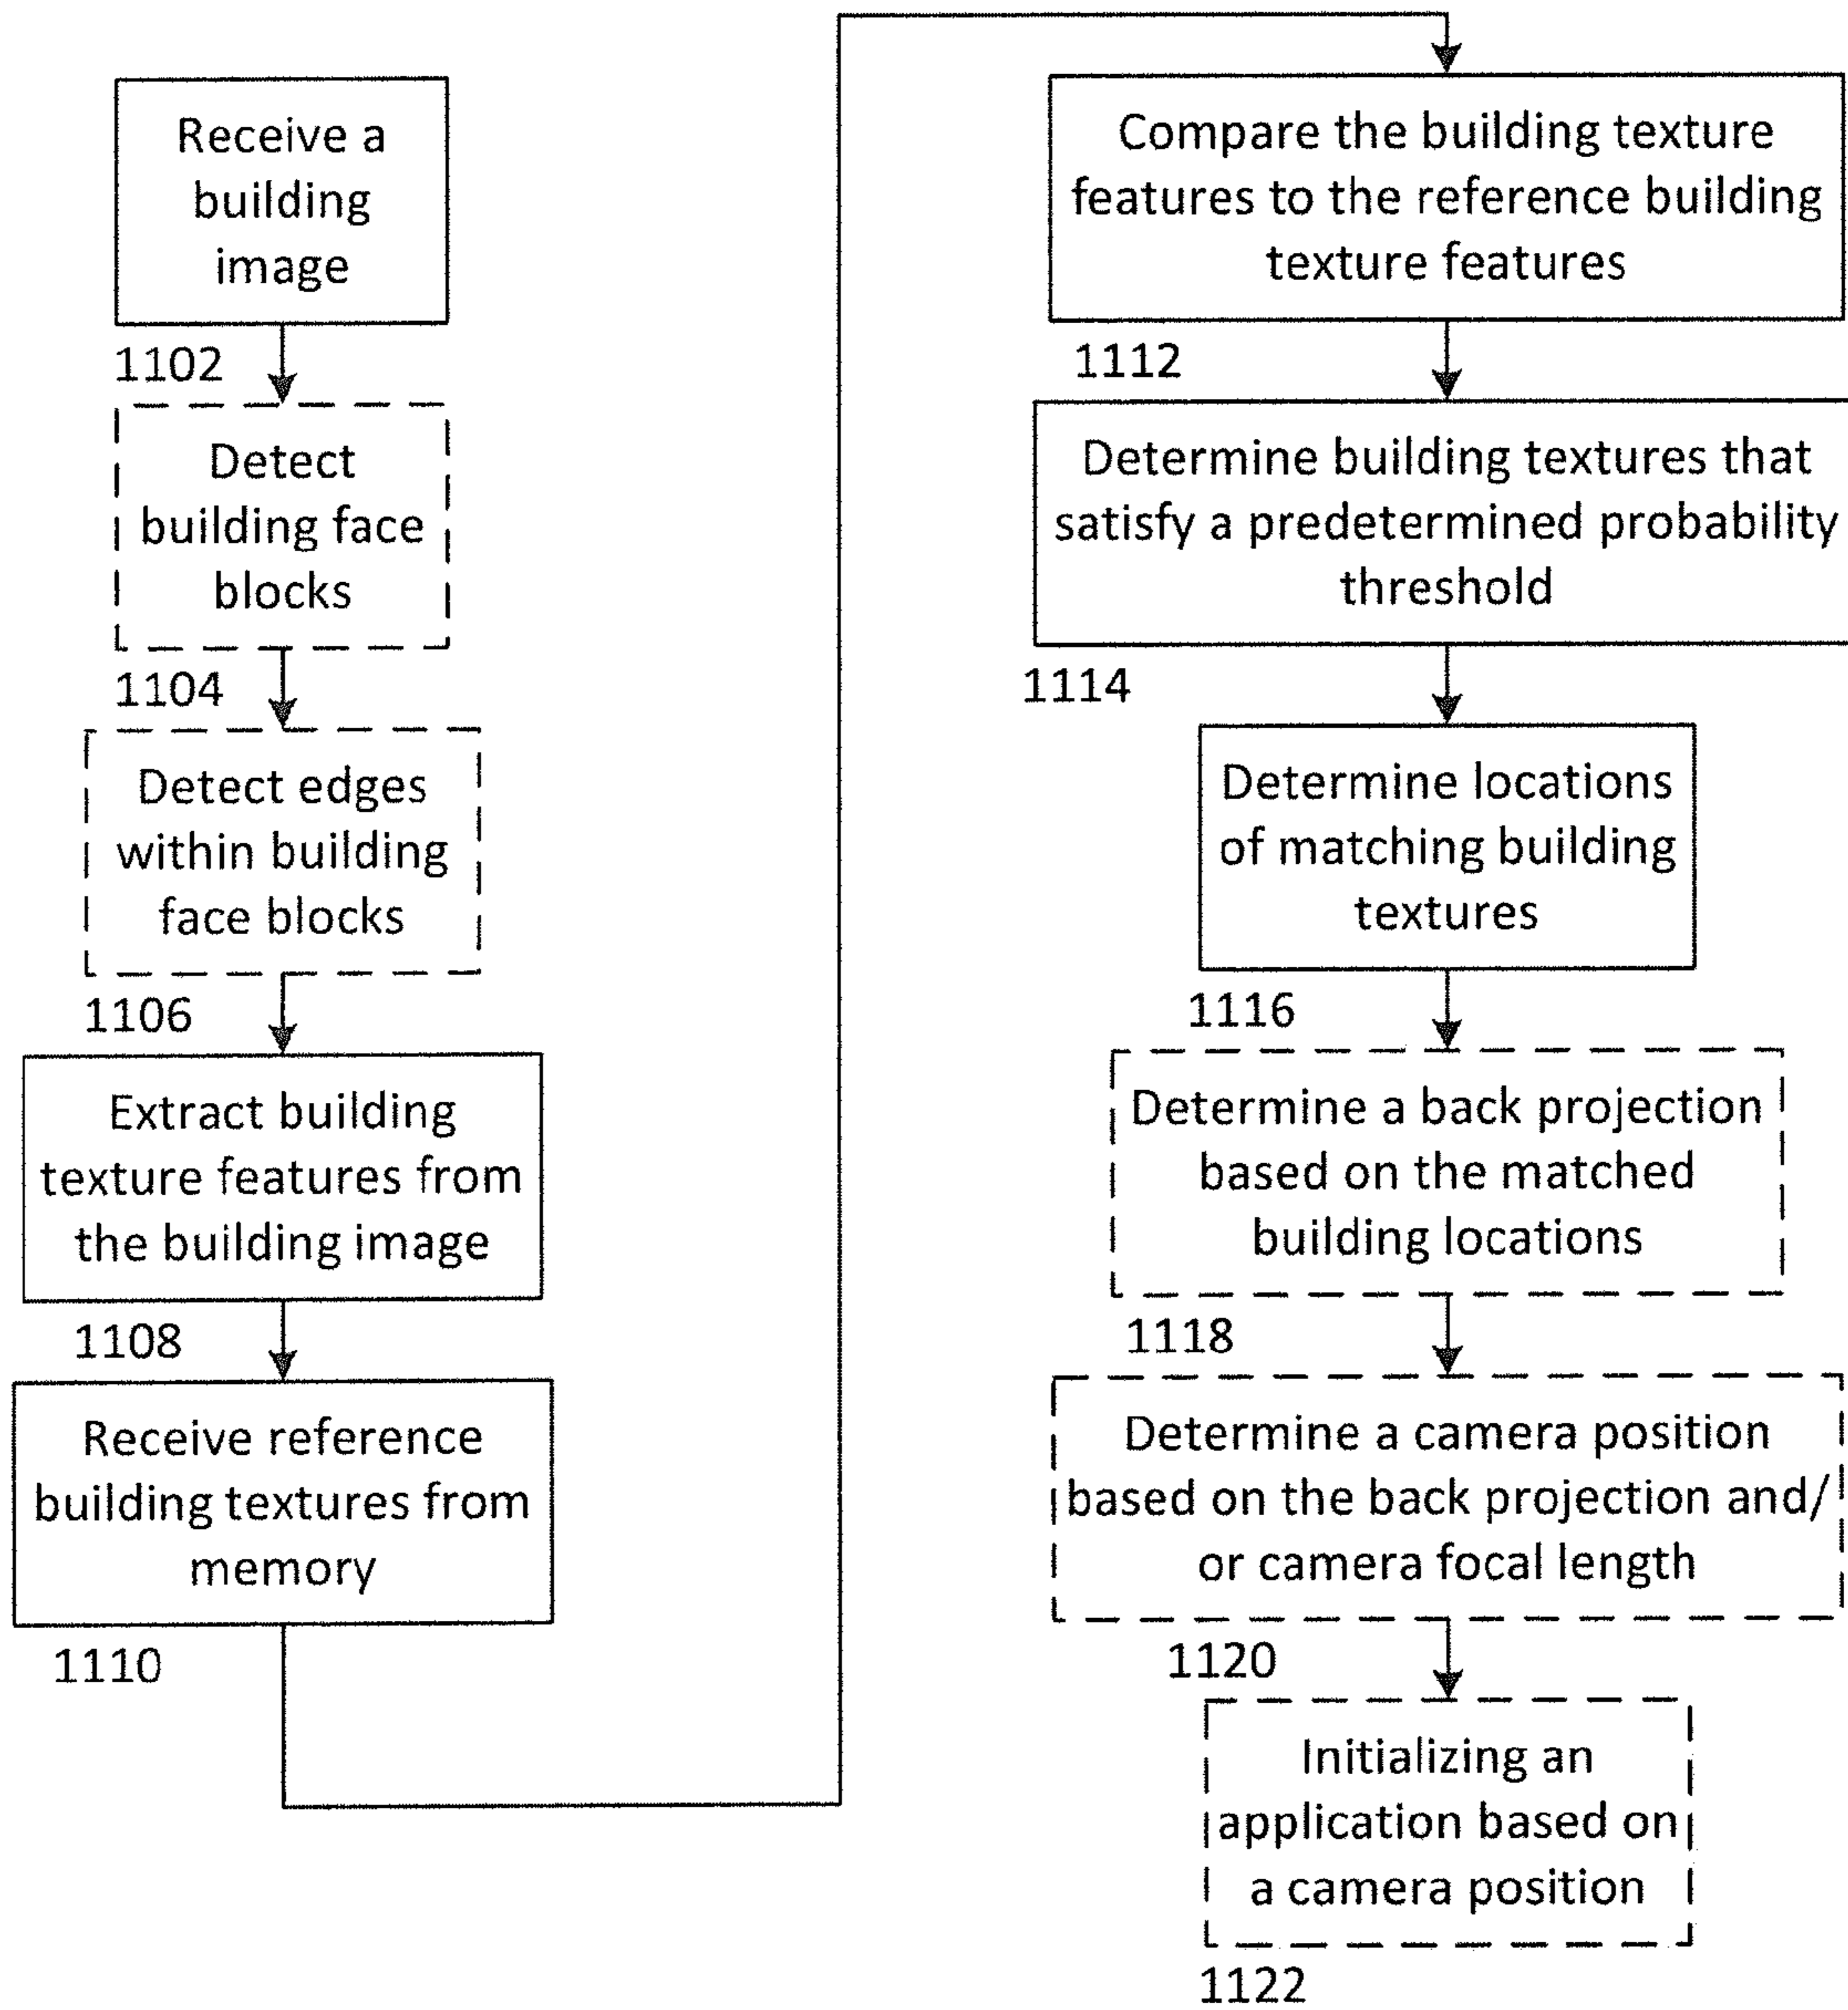 Receive a
building
image
1102
Detect
building face
blocks
1104
Detect edges
within building
face blocks
1106
Extract building
texture features from
the building image
1108
Receive reference
building textures from
memory
1110
Compare the building texture
features to the reference building
texture features
1112
Determine building textures that
satisfy a predetermined probability
threshold
1114
Determine locations
of matching building
textures
1116
Determine a back projection
based on the matched
building locations
1118
Determine a camera position
based on the back projection and/
or camera focal length
1120
Initializing an
application based on
a camera position
1122